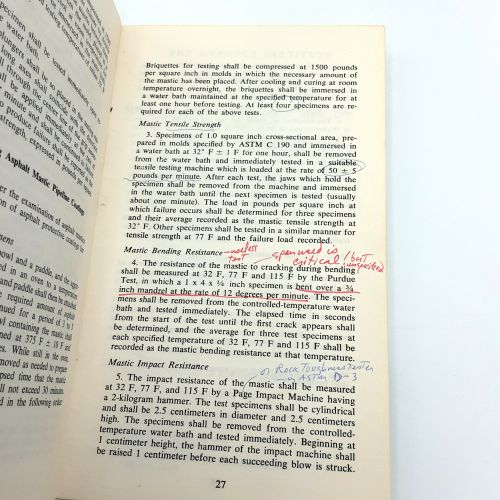 Briquettes for testing shall be compressed at 1500 pounds
per square inch in molds in which the necessary amount of
the mastic has been placed. After cooling and curing at room
temperature overnight, the briquettes shall be immersed in
a water bath maintained at the specified temperature for at
least one hour before testing. At least four specimens are re-
quired for each of the above tests.
Mastic Tensile Strength
3. Specimens of 1.0 square inch cross-sectional area, pre-
pared in molds specified by ASTM C 190 and immersed in
a water bath at 32° F ± 1 F for one hour, shall be removed
from the water bath and immediately tested in a suitable
tensile testing machine which is loaded at the rate of 50 ± 5
pounds per minute. After each test, the jaws which hold the
specimen shall be removed from the machine and immersed
in the water bath until the next specimen is tested (usually
about one minute). The load in pounds per square inch at
which failure occurs shall be determined for three specimens
and their average recorded as the mastic tensile strength at
32° F. Other specimens shall be tested in a similar manner for
tensile strength at 77 F and the failure load recorded.
Mastic Bending Resistance
useless test
span used is critical, but unspecified
4. The resistance of the mastic to cracking during bending
shall be measured at 32 F, 77 F, and 115 F by the Purdue
Test, in which a 1 x 4 x ¼ inch specimen is bent over a ¾
inch mandrel at the rate of 12 degrees per minute. The speci-
mens shall be removed from the controlled-temperature water
bath and tested immediately. The elapsed time in seconds
from the start of the test until the first crack appears shall
be determined, and the average for three test specimens at
each specified temperature of 32 F, 77 F and 115 F shall be
recorded as the mastic bending resistance at that temperature.
Mastic Impact Resistance
Rock Toughness Tester
ASTM D-3
5. The impact resistance of the mastic shall be measured
at 32 F, 77 F, and 115 F by a Page Impact Machine having
a 2-kilogram hammer. The test specimens shall be cylindrical
and shall be 2.5 centimeters in diameter and 2.5 centimeters
high. The specimens shall be removed from the controlled-
temperature water bath and tested immediately. Beginning at
1 centimeter height, the hammer of the impact machine shall
be raised 1 centimeter before each succeeding blow is struck.
27